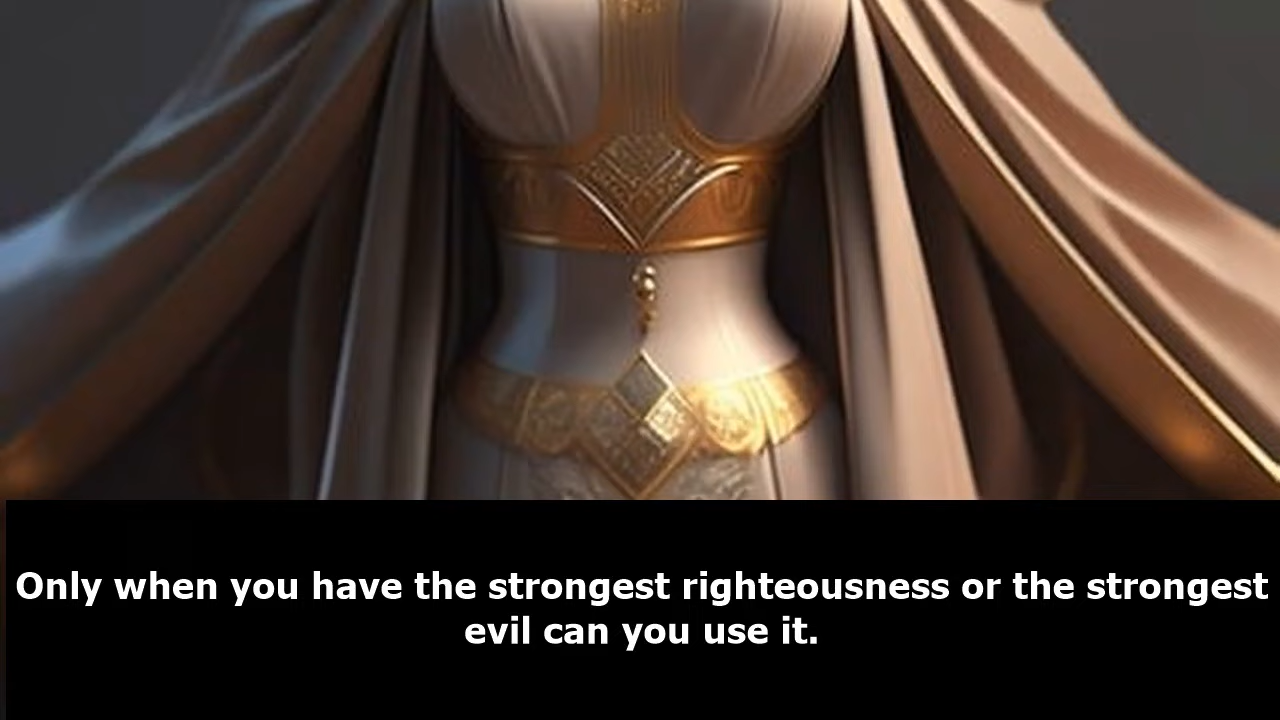 Only when you have the strongest righteousness or the strongest
evil can you use it.